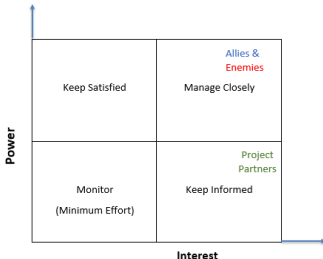 Allies &
Enemies
Keep Satisfied
Manage Closely
Power
Project
Partners
Monitor
(Minimum Effort)
Keep Informed
Interest